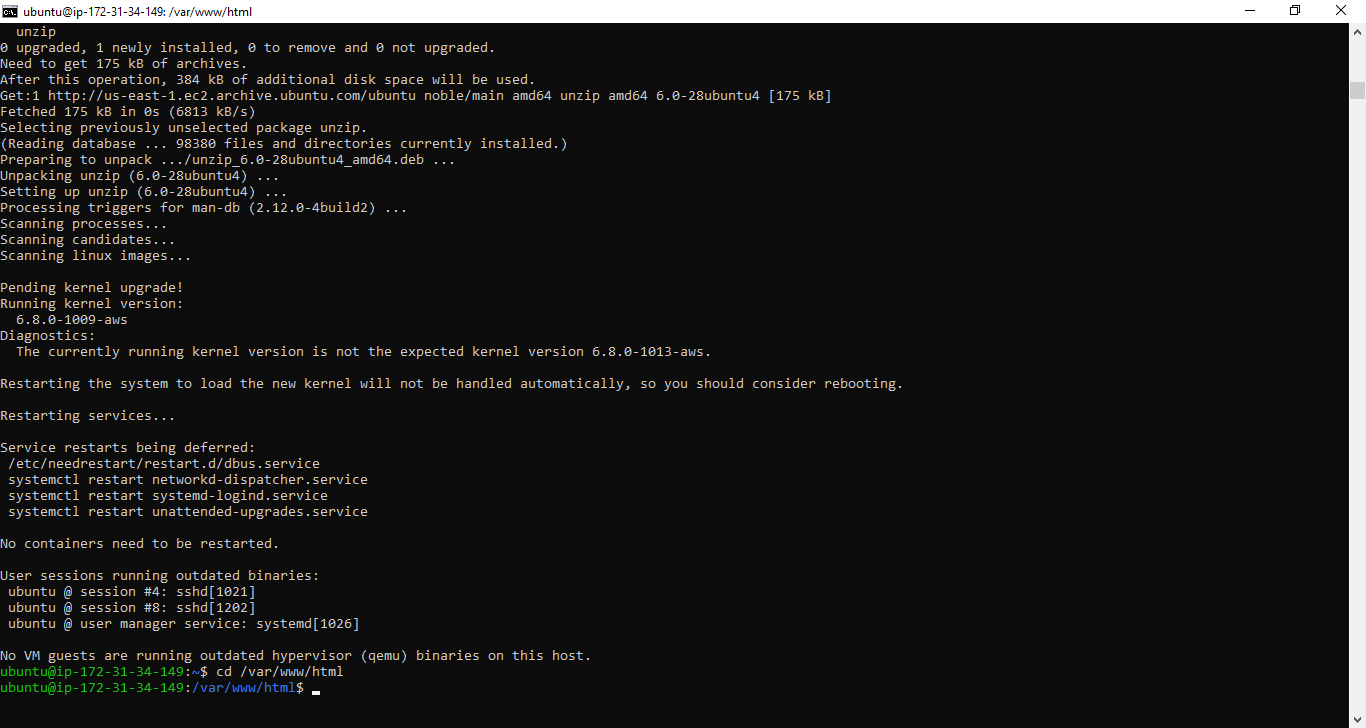 ubuntu@ip-172-31-34-149: /var/www/html
  unzip
0 upgraded, 1 newly installed, 0 to remove and 0 not upgraded.
Need to get 175 kB of archives.
After this operation, 384 kB of additional disk space will be used.
Get:1 http://us-east-1.ec2.archive.ubuntu.com/ubuntu noble/main amd64 unzip amd64 6.0-28ubuntu4 [175 kB]
Fetched 175 kB in 0s (6813 kB/s)
Selecting previously unselected package unzip.
(Reading database ... 98380 files and directories currently installed.)
Preparing to unpack .../unzip_6.0-28ubuntu4_amd64.deb ...
Unpacking unzip (6.0-28ubuntu4) ...
Setting up unzip (6.0-28ubuntu4) ...
Processing triggers for man-db (2.12.0-4build2) ...
Scanning processes...
Scanning candidates...
Scanning linux images...

Pending kernel upgrade!
Running kernel version:
  6.8.0-1009-aws
Diagnostics:
  The currently running kernel version is not the expected kernel version 6.8.0-1013-aws.

Restarting the system to load the new kernel will not be handled automatically, so you should consider rebooting.

Restarting services...

Service restarts being deferred:
 /etc/needrestart/restart.d/dbus.service
 systemctl restart networkd-dispatcher.service
 systemctl restart systemd-logind.service
 systemctl restart unattended-upgrades.service

No containers need to be restarted.

User sessions running outdated binaries:
 ubuntu @ session #4: sshd[1021]
 ubuntu @ session #8: sshd[1202]
 ubuntu @ user manager service: systemd[1026]

No VM guests are running outdated hypervisor (qemu) binaries on this host.
ubuntu@ip-172-31-34-149:~$ cd /var/www/html
ubuntu@ip-172-31-34-149:/var/www/html$